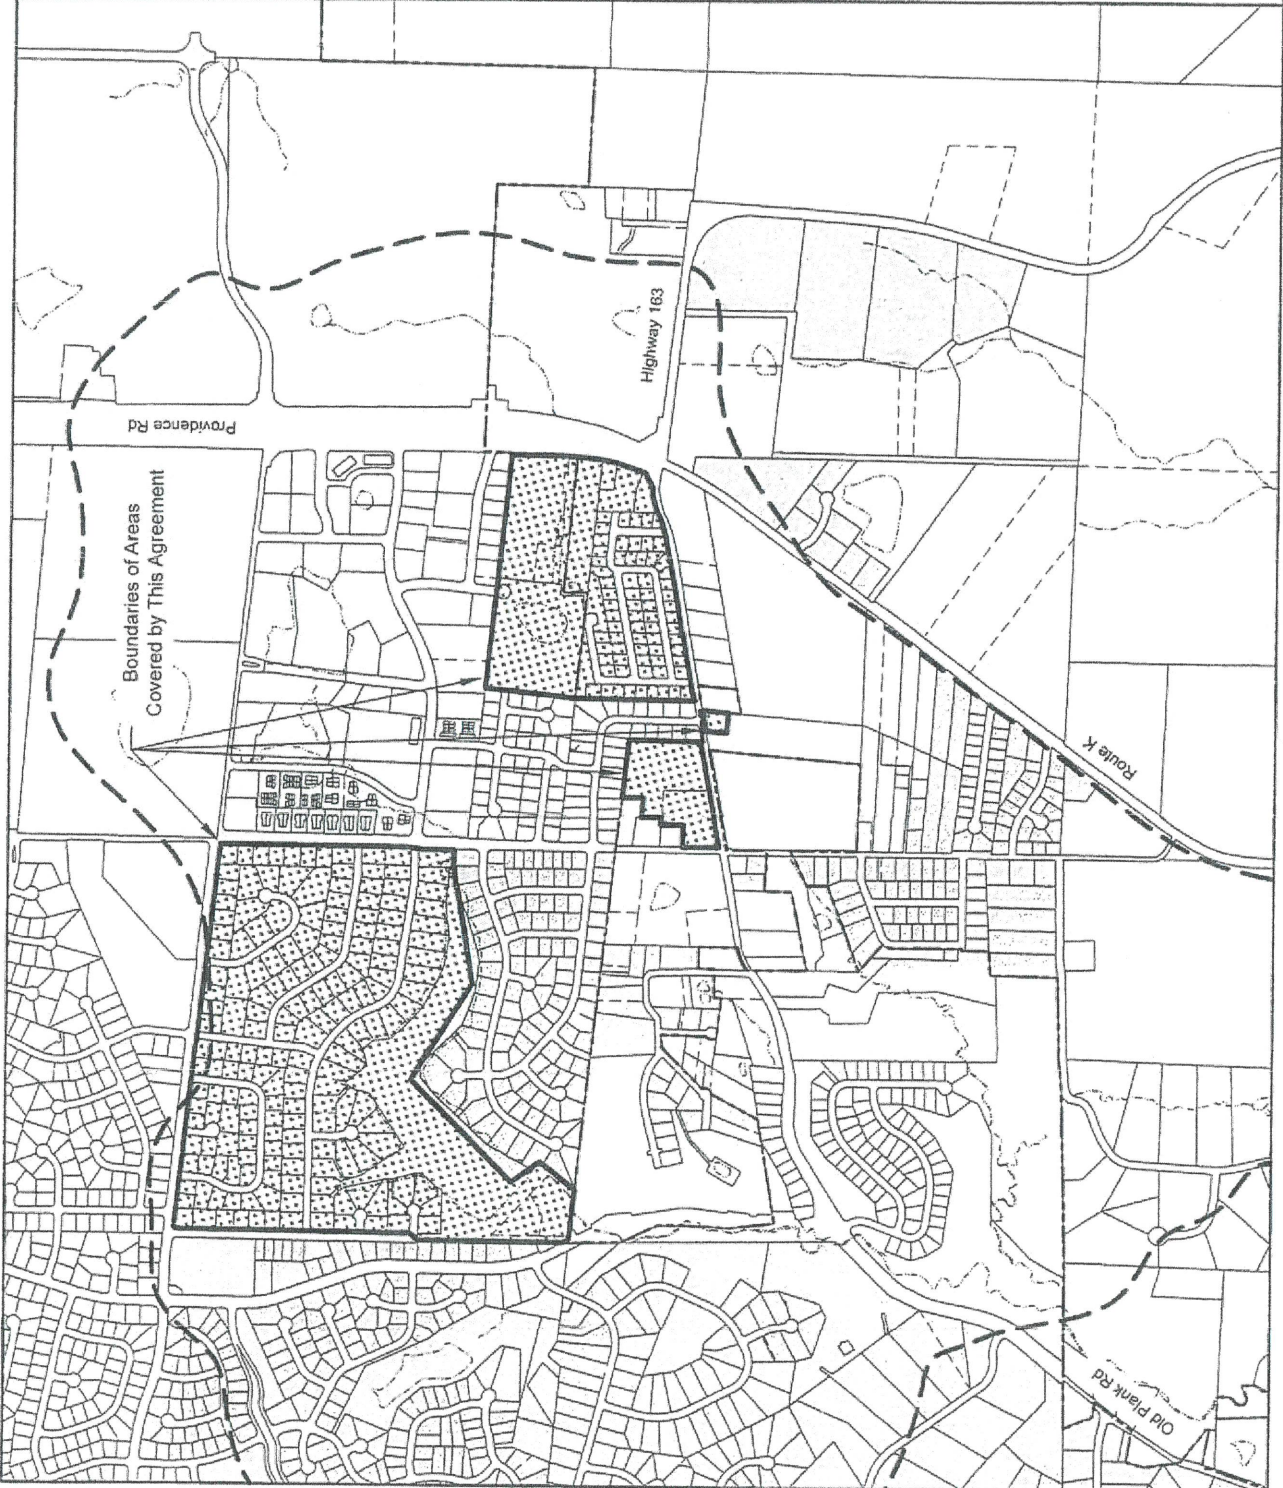 Highway 163
Providence Rd
Boundaries of Areas
Covered by This Agreement
Route K
Old Plank Rd